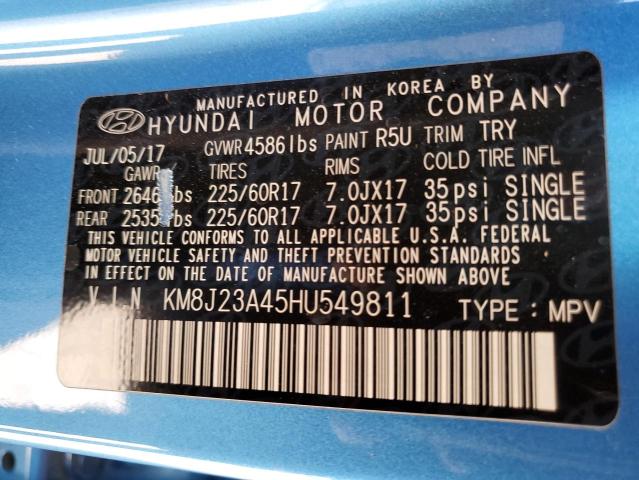 MANUFACTURED IN KOREA BY
HYUNDAI MOTOR COMPANY
JUL/05/17 GVWR 4586lbs PAINT R5U TRIM TRY
GAWR TIRES RIMS COLD TIRE INFL
FRONT 2646 lbs 225/60R17 7.0JX17 35psi SINGLE
REAR 2535 lbs 225/60R17 7.0JX17 35psi SINGLE
THIS VEHICLE CONFORMS TO ALL APPLICABLE U.S.A. FEDERAL
MOTOR VEHICLE SAFETY AND THEFT PREVENTION STANDARDS
IN EFFECT ON THE DATE OF MANUFACTURE SHOWN ABOVE.
VIN KM8J23A45HU549811 TYPE: MPV